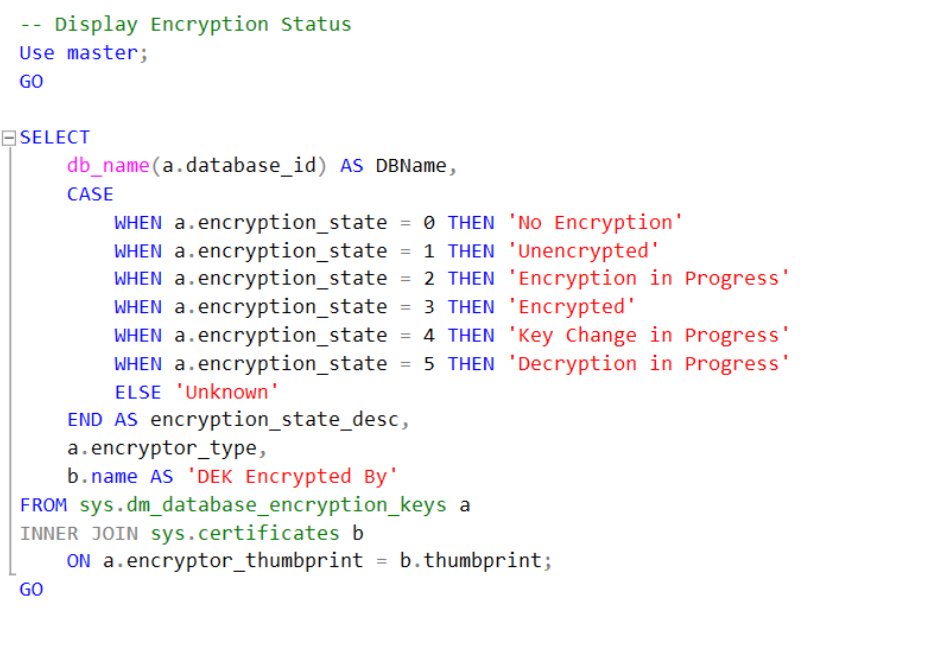 -- Display Encryption Status
Use master;
GO
SELECT
db_name(a.database_id) AS DBName,
CASE
WHEN a.encryption_state = 0 THEN 'No Encryption'
WHEN a.encryption_state = 1 THEN 'Unencrypted'
WHEN a.encryption_state = 2 THEN 'Encryption in Progress'
WHEN a.encryption_state = 3 THEN 'Encrypted'
WHEN a.encryption_state = 4 THEN 'Key Change in Progress'
WHEN a.encryption_state = 5 THEN 'Decryption in Progress'
ELSE 'Unknown'
END AS encryption_state_desc,
a.encryptor_type,
b.name AS 'DEK Encrypted By'
FROM sys.dm_database_encryption_keys a
INNER JOIN sys.certificates b
ON a.encryptor_thumbprint = b.thumbprint;
GO